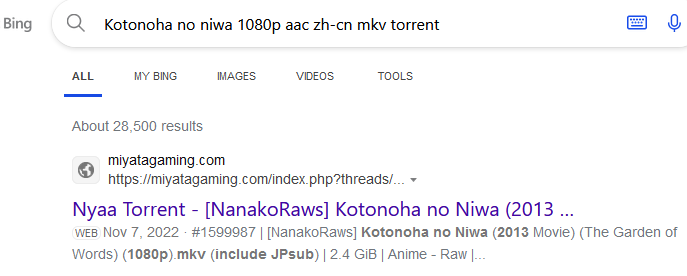 Bing Kotonoha no niwa 1080p aac zh-cn mkv torrent
ALL MY BING IMAGES VIDEOS TOOLS
About 28,500 results
miyatagaming.com
https://miyatagaming.com/index.php?threads/...
Nyaa Torrent - [NanakoRaws] Kotonoha no Niwa (2013 ...
WEB Nov 7, 2022 · #1599987 | [NanakoRaws] Kotonoha no Niwa (2013 Movie) (The Garden of
Words) (1080p).mkv (include JPsub) | 2.4 GiB | Anime - Raw |...